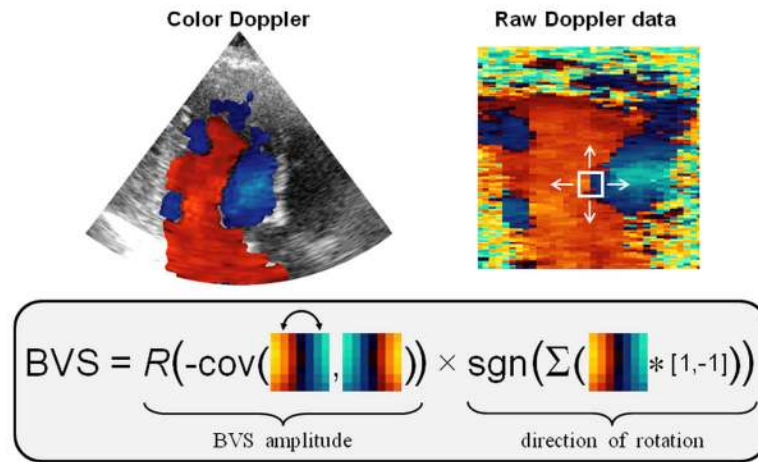 Color Doppler
Raw Doppler data
BVS = R(-cov( , )) × sgn(Σ( * [1,-1]))
BVS amplitude
direction of rotation